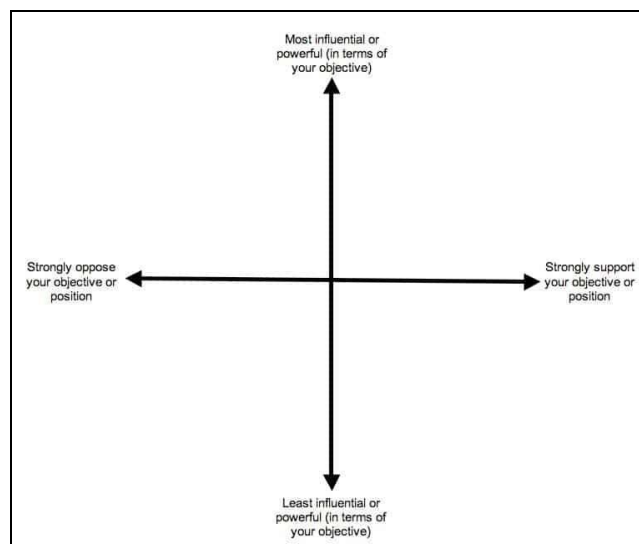 Most influential or
powerful (in terms of
your objective)
Strongly oppose
your objective or
position
Strongly support
your objective or
position
Least influential or
powerful (in terms of
your objective)